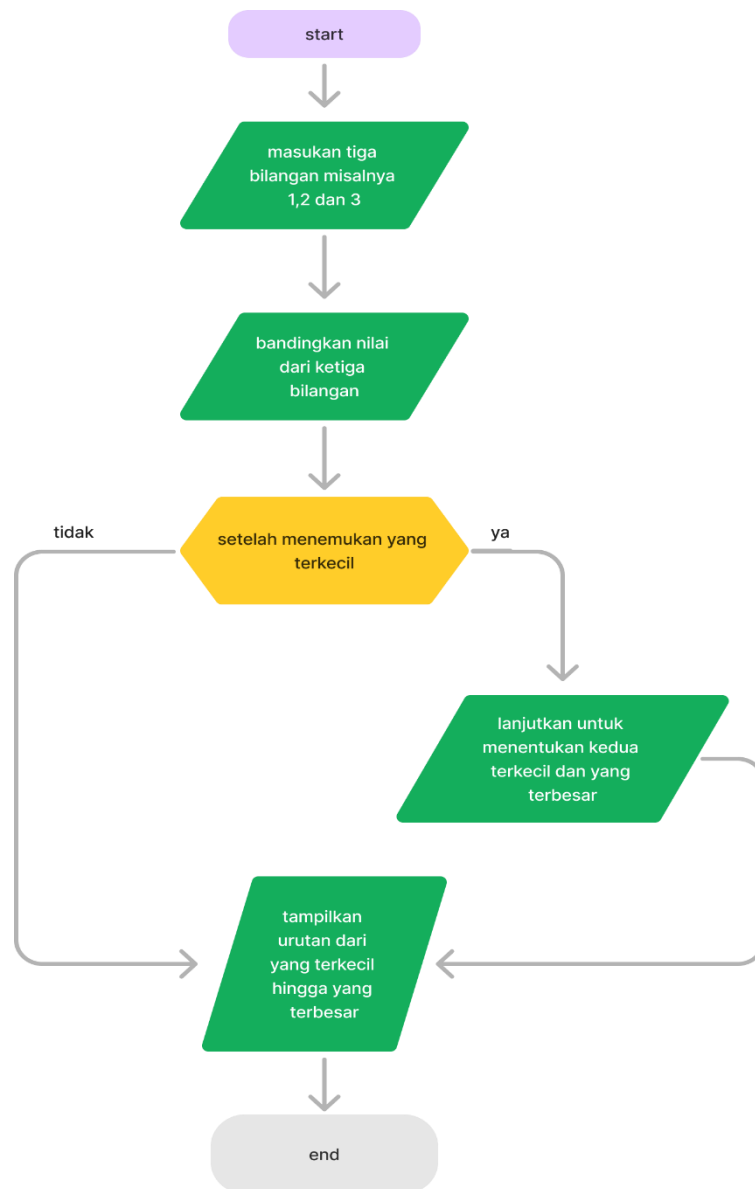 start
masukan tiga
bilangan misalnya
1,2 dan 3
bandingkan nilai
dari ketiga
bilangan
tidak
setelah menemukan yang
terkecil
ya
lanjutkan untuk
menentukan kedua
terkecil dan yang
terbesar
tampilkan
urutan dari
yang terkecil
hingga yang
terbesar
end